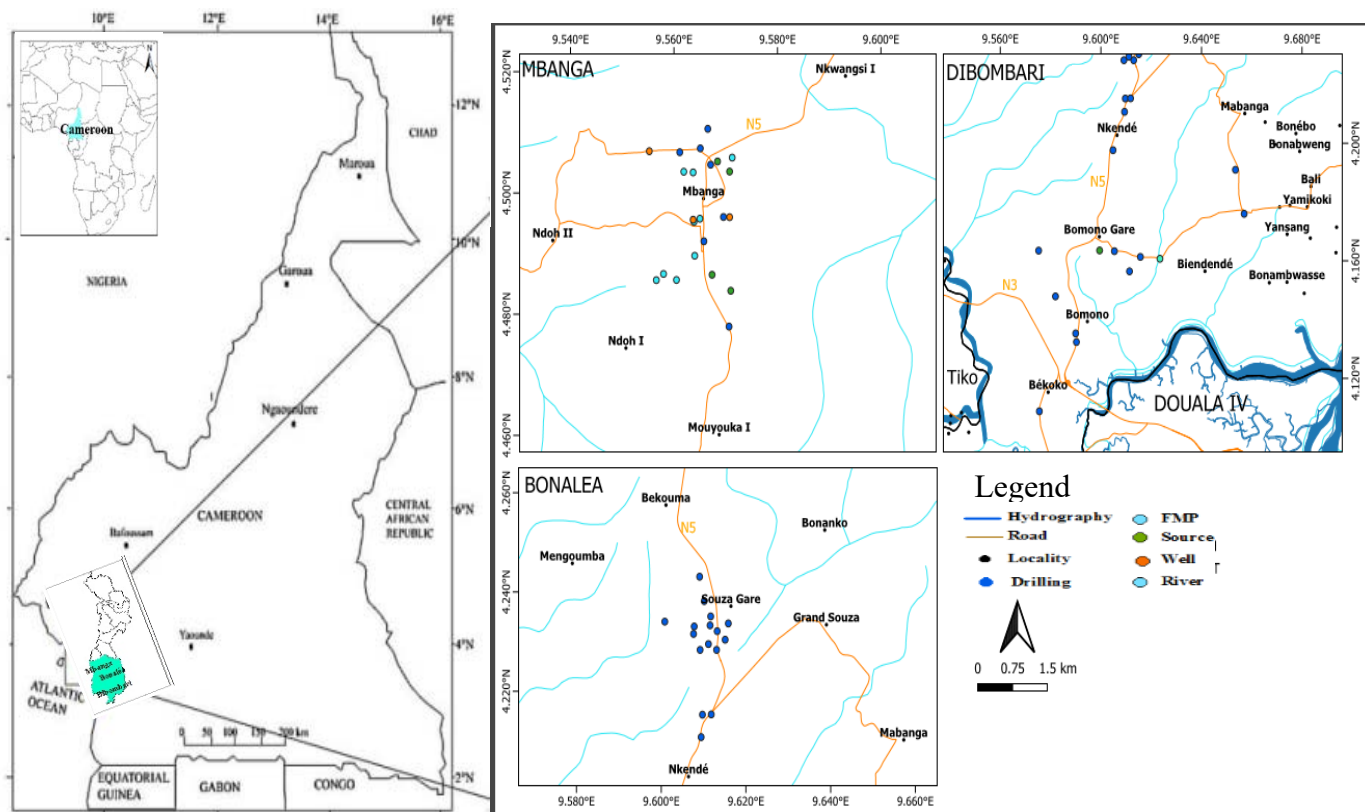 10°E
12°E
14°E
16°E
N
Cameroon
12°N
CHAD
Maroua
10°N
Garoua
NIGERIA
8°N
Ngaoundere
6°N
CENTRAL
AFRICAN
REPUBLIC
CAMEROON
Bafoussam
4°N
Yaounde
Mbanga
Bonalea
Dibombari
ATLANTIC
OCEAN
0 50 100 150 200 km
2°N
EQUATORIAL
GUINEA
GABON
CONGO
9.540°E
9.560°E
9.580°E
9.600°E
MBANGA
4.520°N
Nkwangsi I
N5
4.500°N
Mbanga
Ndoh II
4.480°N
Ndoh I
4.460°N
Mouyouka I
9.560°E
9.600°E
9.640°E
9.680°E
DIBOMBARI
Mabanga
Nkendé
Bonébo
4.200°N
Bonabweng
N5
Bali
Yamikoki
Bomono Gare
Yansang
4.160°N
Biendendé
Bonambwasse
N3
Bomono
4.120°N
Tiko
Békoko
DOUALA IV
BONALEA
4.260°N
Bekouma
N5
Bonanko
Mengoumba
4.240°N
Souza Gare
Grand Souza
4.220°N
Mabanga
Nkendé
9.580°E
9.600°E
9.620°E
9.640°E
9.660°E
Legend
Hydrography
FMP
Road
Source
Locality
Well
Drilling
River
0 0.75 1.5 km